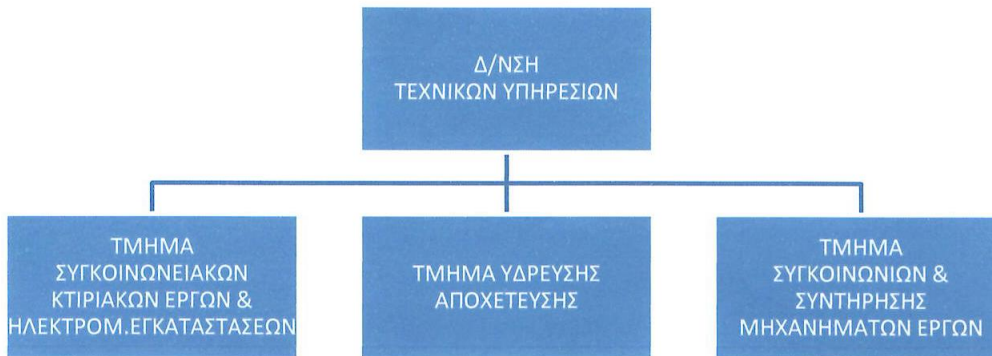 Δ/ΝΣΗ
ΤΕΧΝΙΚΩΝ ΥΠΗΡΕΣΙΩΝ
ΤΜΗΜΑ
ΣΥΓΚΟΙΝΩΝΕΙΑΚΩΝ
ΚΤΙΡΙΑΚΩΝ ΕΡΓΩΝ &
ΗΛΕΚΤΡΟΜ.ΕΓΚΑΤΑΣΤΑΣΕΩΝ
ΤΜΗΜΑ ΥΔΡΕΥΣΗΣ
ΑΠΟΧΕΤΕΥΣΗΣ
ΤΜΗΜΑ
ΣΥΓΚΟΙΝΩΝΙΩΝ &
ΣΥΝΤΗΡΗΣΗΣ
ΜΗΧΑΝΗΜΑΤΩΝ ΕΡΓΩΝ